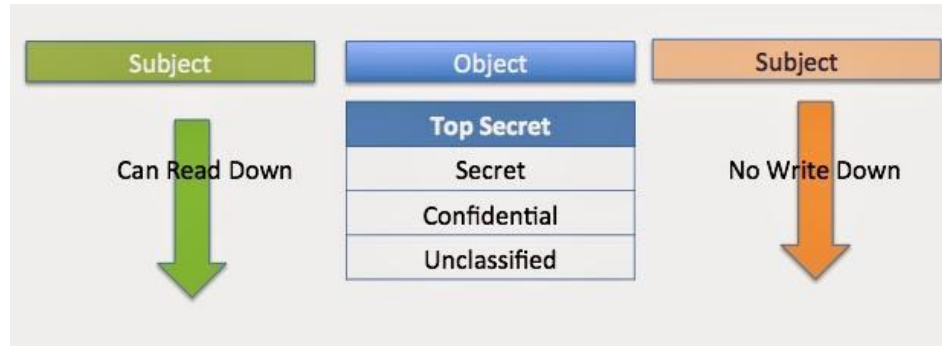 Subject
Object
Subject
Top Secret
Can Read Down
Secret
No Write Down
Confidential
Unclassified